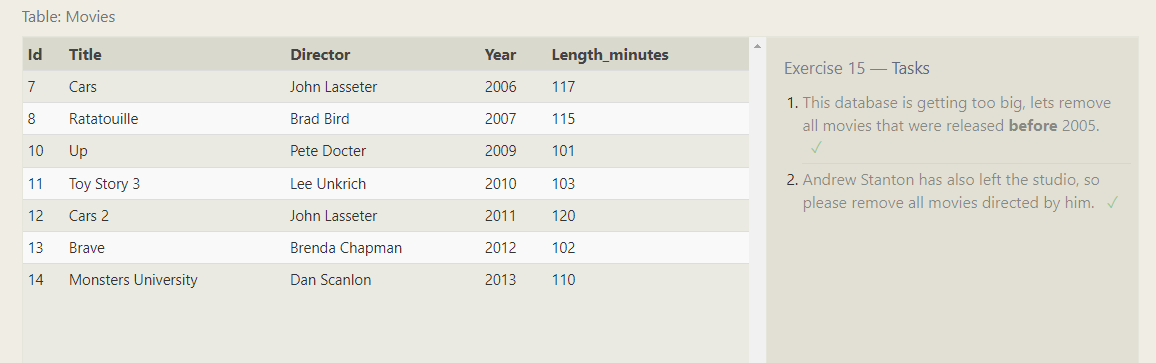 Table: Movies
Id Title Director Year Length_minutes
7 Cars John Lasseter 2006 117
8 Ratatouille Brad Bird 2007 115
10 Up Pete Docter 2009 101
11 Toy Story 3 Lee Unkrich 2010 103
12 Cars 2 John Lasseter 2011 120
13 Brave Brenda Chapman 2012 102
14 Monsters University Dan Scanlon 2013 110
Exercise 15 — Tasks
1. This database is getting too big, lets remove
all movies that were released before 2005.
✓
2. Andrew Stanton has also left the studio, so
please remove all movies directed by him. ✓